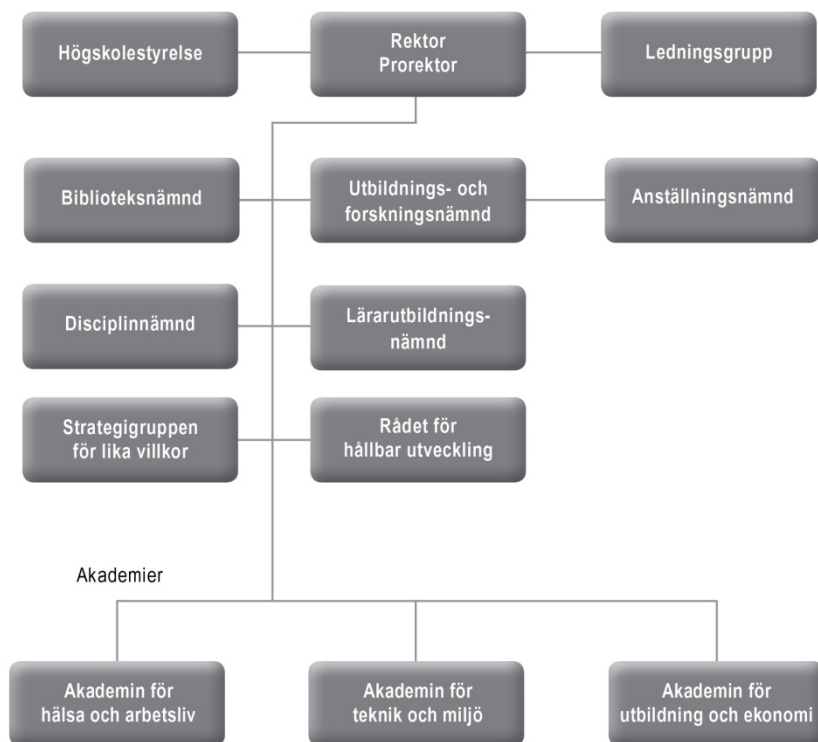 Högskolestyrelse
Rektor
Prorektor
Ledningsgrupp
Biblioteksnämnd
Utbildnings- och
forskningsnämnd
Anställningsnämnd
Disciplinnämnd
Lärarutbildnings-
nämnd
Strategigruppen
för lika villkor
Rådet för
hållbar utveckling
Akademier
Akademin för
hälsa och arbetsliv
Akademin för
teknik och miljö
Akademin för
utbildning och ekonomi